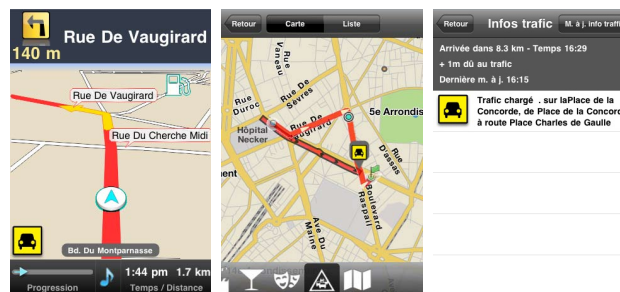 140 m
Rue De Vaugirard
Rue De Vaugirard
Rue Du Cherche Midi
Bd. Du Montparnasse
1:44 pm 1.7 km
Progression
Temps / Distance
Retour
Carte
Liste
Rue
Vaneau
Rue De
Sèvres
Rue
Duroc
5e Arrondis
Rue De
Vaugirard
Hôpital
Necker
Rue
D'assas
ent
Boulevard
Raspail
Ave Du
Maine
Retour
Infos trafic
M. à j. info traffi
Arrivée dans 8.3 km - Temps 16:29
+ 1m dû au trafic
Dernière m. à j. 16:15
Trafic chargé . sur laPlace de la
Concorde, de Place de la Concord
à route Place Charles de Gaulle